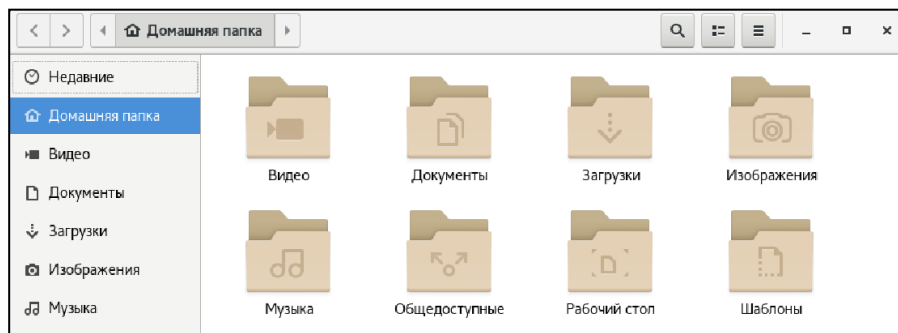 Домашняя папка
Недавние
Домашняя папка
Видео
Документы
Загрузки
Изображения
Музыка
Видео
Документы
Загрузки
Изображения
Музыка
Общедоступные
Рабочий стол
Шаблоны